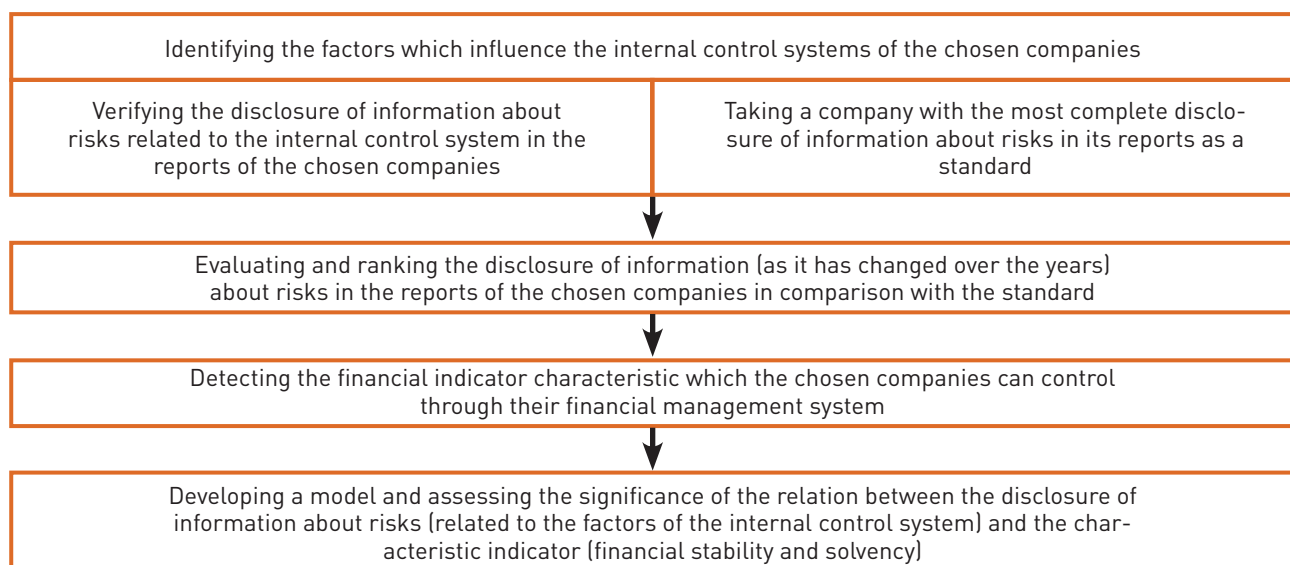 Identifying the factors which influence the internal control systems of the chosen companies
Verifying the disclosure of information about
risks related to the internal control system in the
reports of the chosen companies
Taking a company with the most complete disclo-
sure of information about risks in its reports as a
standard
Evaluating and ranking the disclosure of information (as it has changed over the years)
about risks in the reports of the chosen companies in comparison with the standard
Detecting the financial indicator characteristic which the chosen companies can control
through their financial management system
Developing a model and assessing the significance of the relation between the disclosure of
information about risks (related to the factors of the internal control system) and the char-
acteristic indicator (financial stability and solvency)